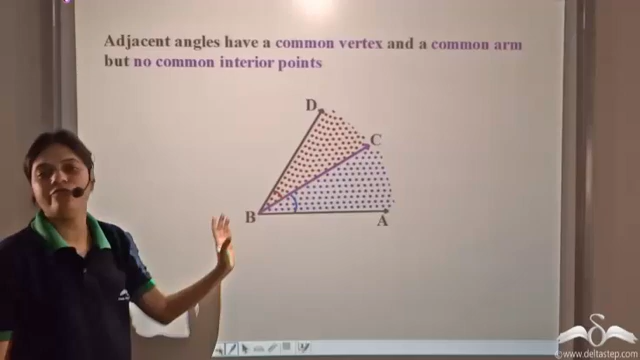 Adjacent angles have a common vertex and a common arm
but no common interior points
D
C
B
A
©www.deltastep.com